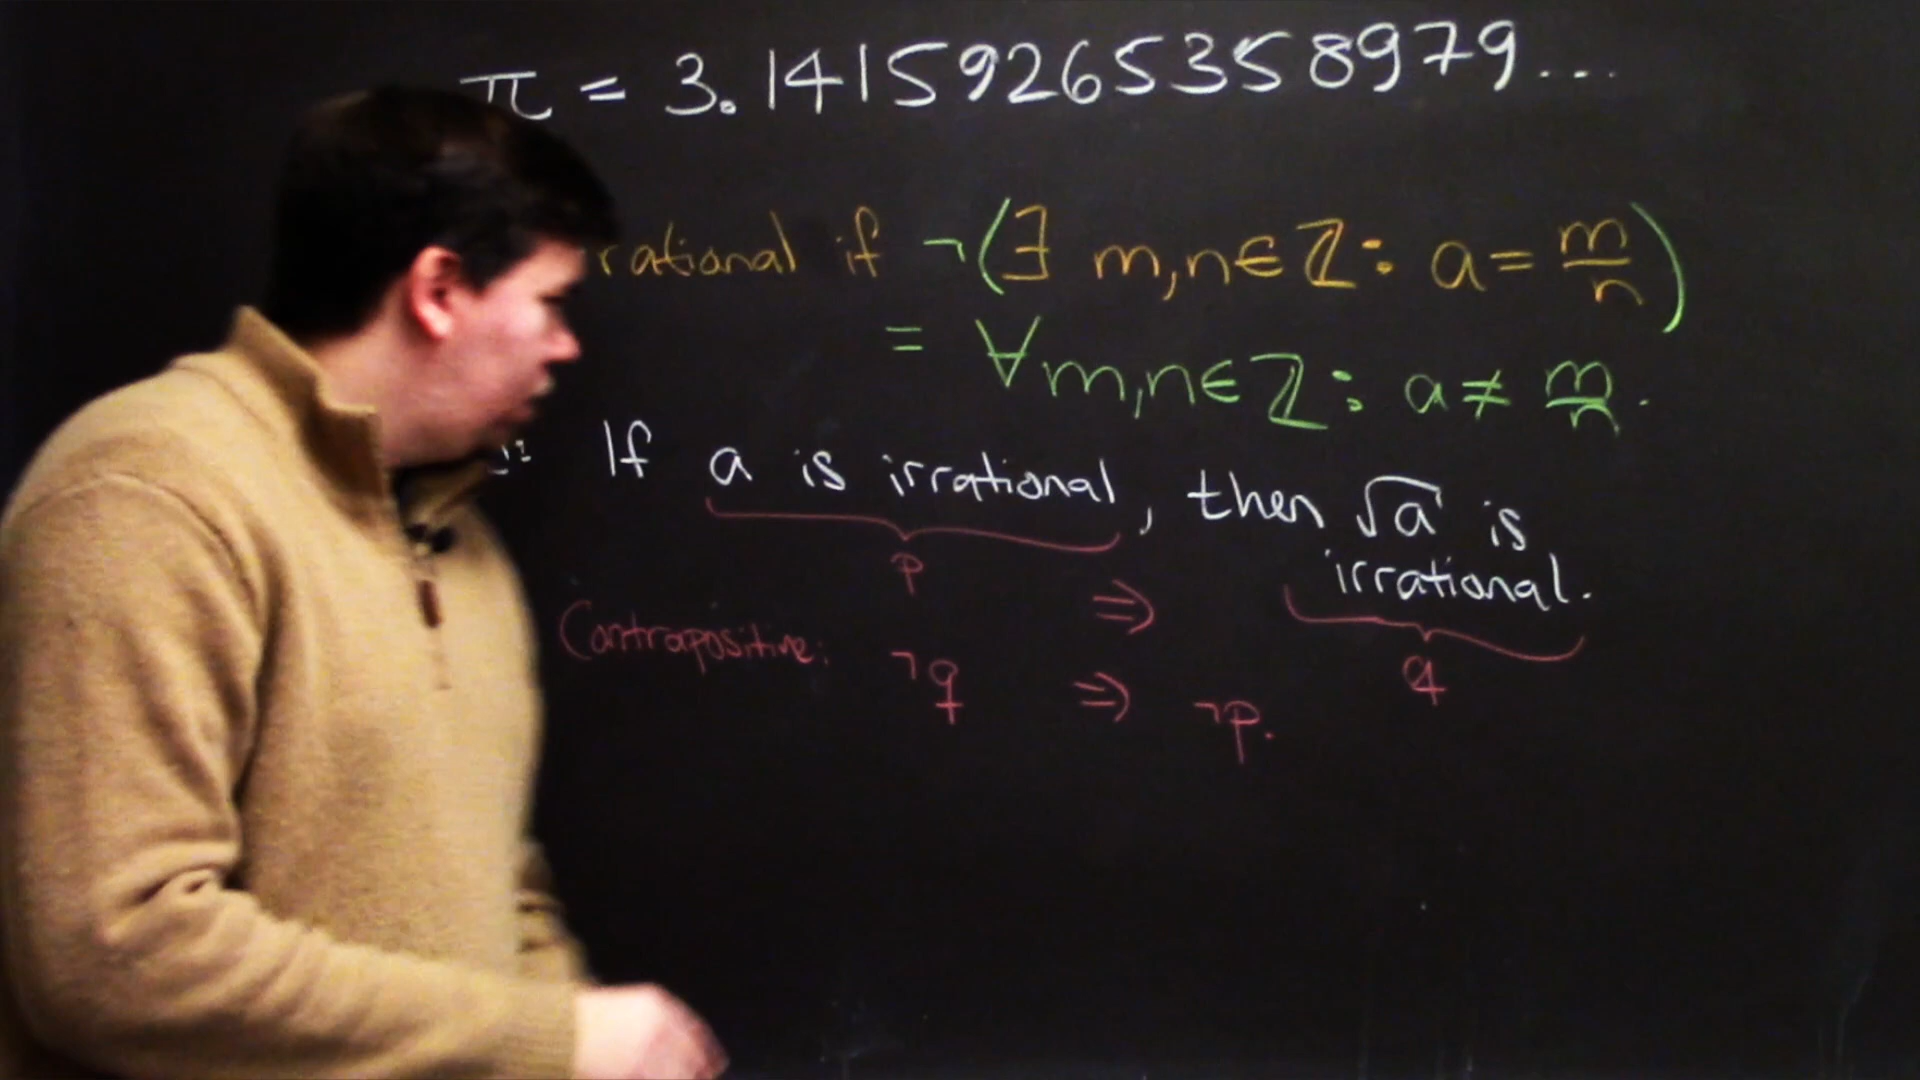 π = 3.14159265358979...
rational if ¬(∃ m,n∈ℤ: a = m/n)
= ∀m,n∈ℤ: a ≠ m/n.
If a is irrational, then √a is
irrational.
p ⇒
q
Contrapositive: ¬q ⇒ ¬p.